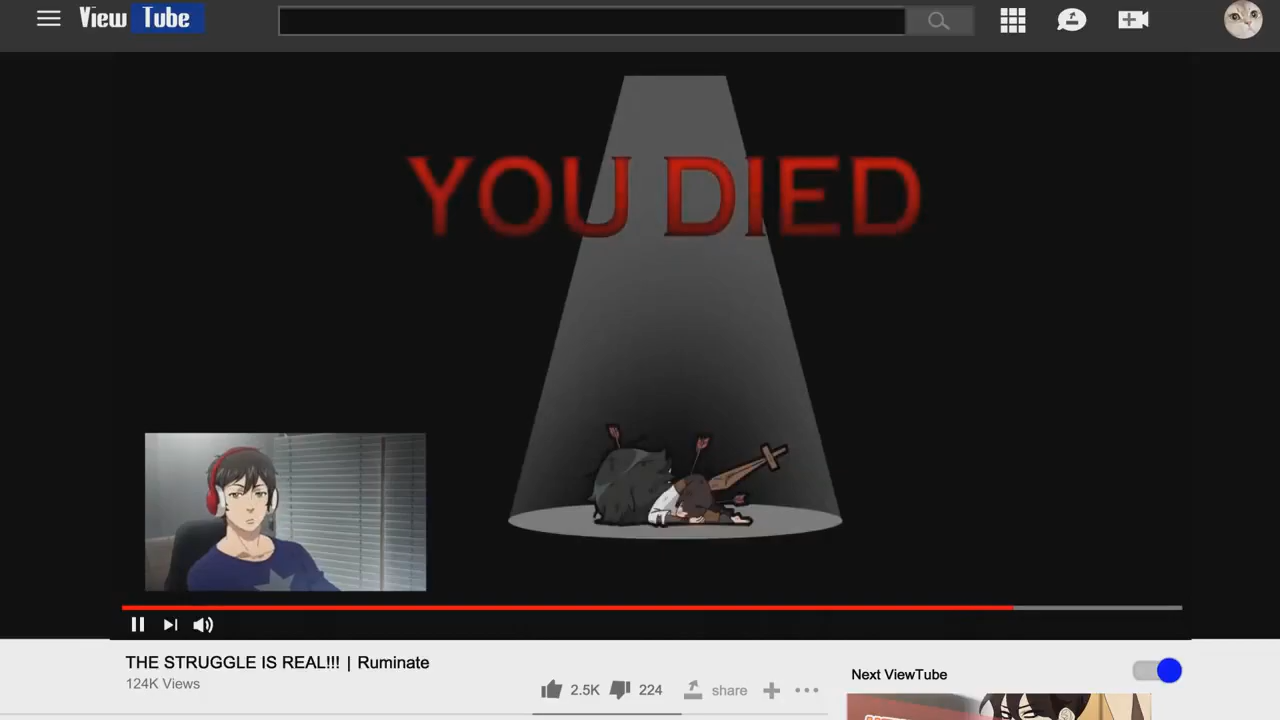 View Tube
YOU DIED
THE STRUGGLE IS REAL!!! | Ruminate
124K Views
2.5K
224
share
Next ViewTube